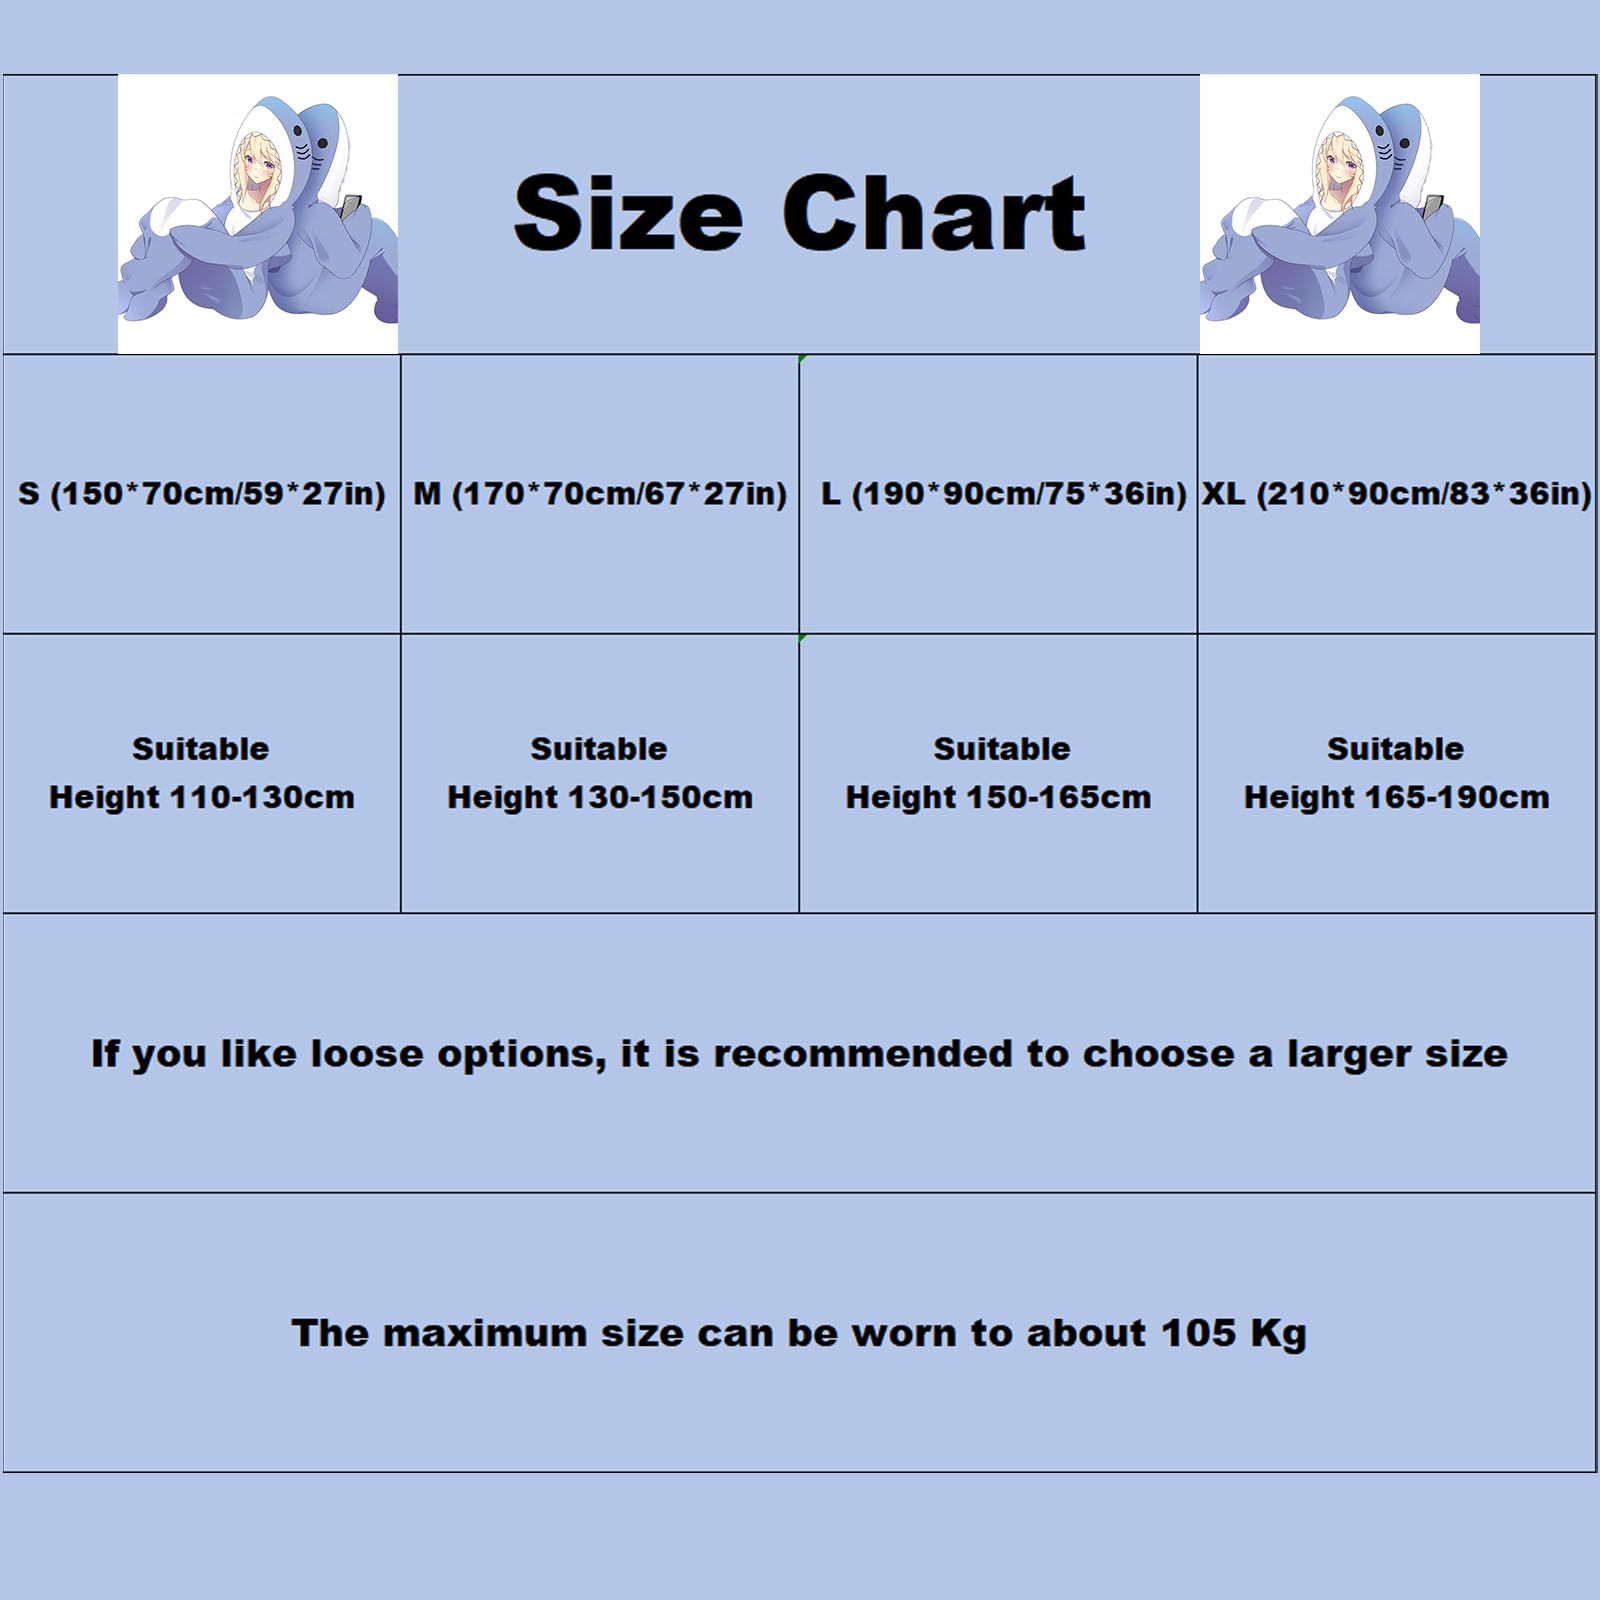 Size Chart
S (150*70cm/59*27in)
M (170*70cm/67*27in)
L (190*90cm/75*36in)
XL (210*90cm/83*36in)
Suitable
Height 110-130cm
Suitable
Height 130-150cm
Suitable
Height 150-165cm
Suitable
Height 165-190cm
If you like loose options, it is recommended to choose a larger size
The maximum size can be worn to about 105 Kg